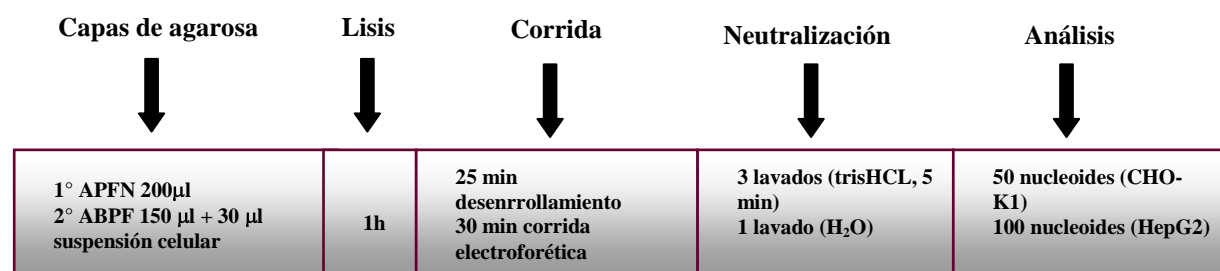 Capas de agarosa
Lisis
Corrida
Neutralización
Análisis
1° APFN 200μl
2° ABPF 150 μl + 30 μl
suspensión celular
1h
25 min
desenrrollamiento
30 min corrida
electroforética
3 lavados (trisHCL, 5
min)
1 lavado (H₂O)
50 nucleoides (CHO-
K1)
100 nucleoides (HepG2)